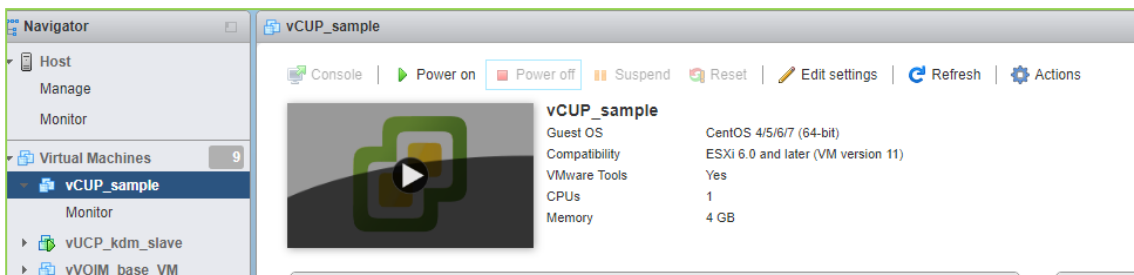 Navigator
Host
Manage
Monitor
Virtual Machines 9
vCUP_sample
Monitor
vUCP_kdm_slave
vVOIM_base_VM
vCUP_sample
Console Power on Power off Suspend Reset Edit settings Refresh Actions
vCUP_sample
Guest OS CentOS 4/5/6/7 (64-bit)
Compatibility ESXi 6.0 and later (VM version 11)
VMware Tools Yes
CPUs 1
Memory 4 GB